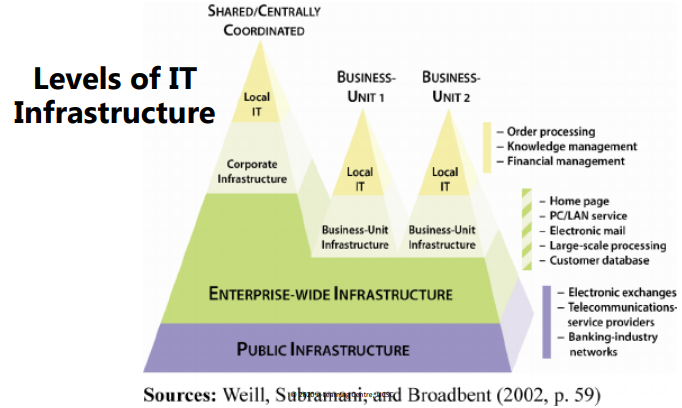 SHARED/CENTRALLY
COORDINATED
Levels of IT
Infrastructure
BUSINESS-
UNIT 1
BUSINESS-
UNIT 2
Local
IT
Corporate
Infrastructure
Local
IT
Local
IT
Business-Unit
Infrastructure
Business-Unit
Infrastructure
– Order processing
– Knowledge management
– Financial management
– Home page
– PC/LAN service
– Electronic mail
– Large-scale processing
– Customer database
ENTERPRISE-WIDE INFRASTRUCTURE
– Electronic exchanges
– Telecommunications-
service providers
– Banking-industry
networks
PUBLIC INFRASTRUCTURE
Sources: Weill, Subramani, and Broadbent (2002, p. 59)